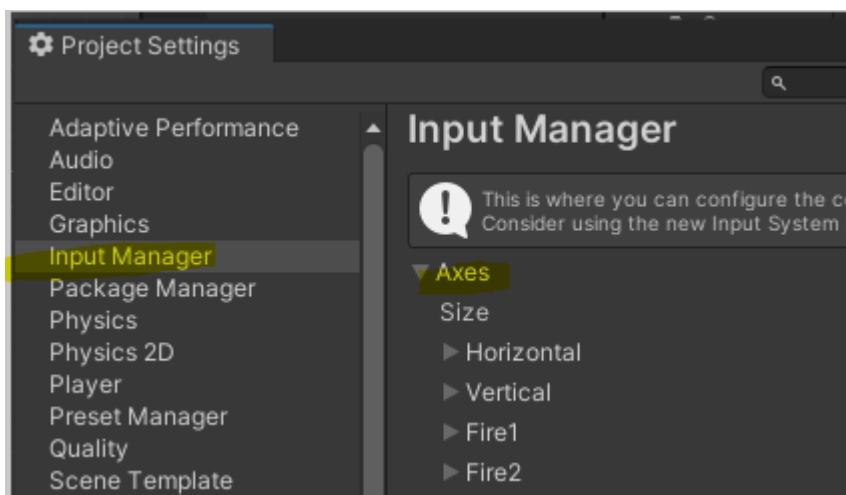 Project Settings
Adaptive Performance
Audio
Editor
Graphics
Input Manager
Package Manager
Physics
Physics 2D
Player
Preset Manager
Quality
Scene Template
Input Manager
This is where you can configure the
Consider using the new Input System
Axes
Size
Horizontal
Vertical
Fire1
Fire2